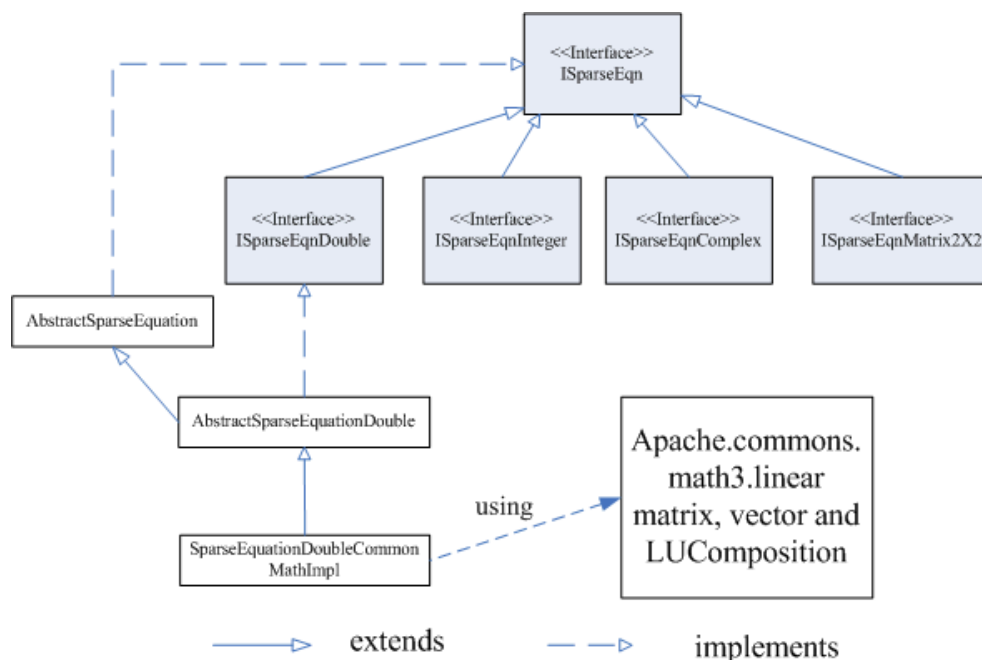 <<Interface>>
ISparseEqn
<<Interface>>
ISparseEqnDouble
<<Interface>>
ISparseEqnInteger
<<Interface>>
ISparseEqnComplex
<<Interface>>
ISparseEqnMatrix2X2
AbstractSparseEquation
AbstractSparseEquationDouble
SparseEquationDoubleCommon
MathImpl
using
Apache.commons.
math3.linear
matrix, vector and
LUComposition
extends
implements